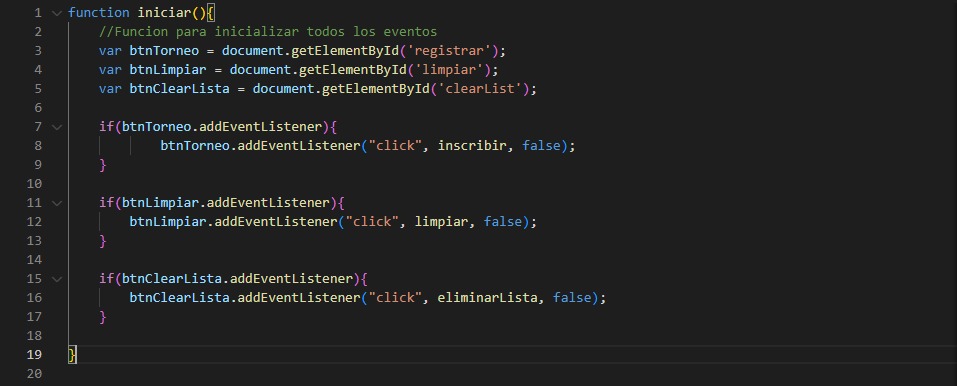 1 function iniciar(){
2 //Funcion para inicializar todos los eventos
3 var btnTorneo = document.getElementById('registrar');
4 var btnLimpiar = document.getElementById('limpiar');
5 var btnClearLista = document.getElementById('clearList');
6
7 if(btnTorneo.addEventListener){
8 btnTorneo.addEventListener("click", inscribir, false);
9 }
10
11 if(btnLimpiar.addEventListener){
12 btnLimpiar.addEventListener("click", limpiar, false);
13 }
14
15 if(btnClearLista.addEventListener){
16 btnClearLista.addEventListener("click", eliminarLista, false);
17 }
18
19 }
20